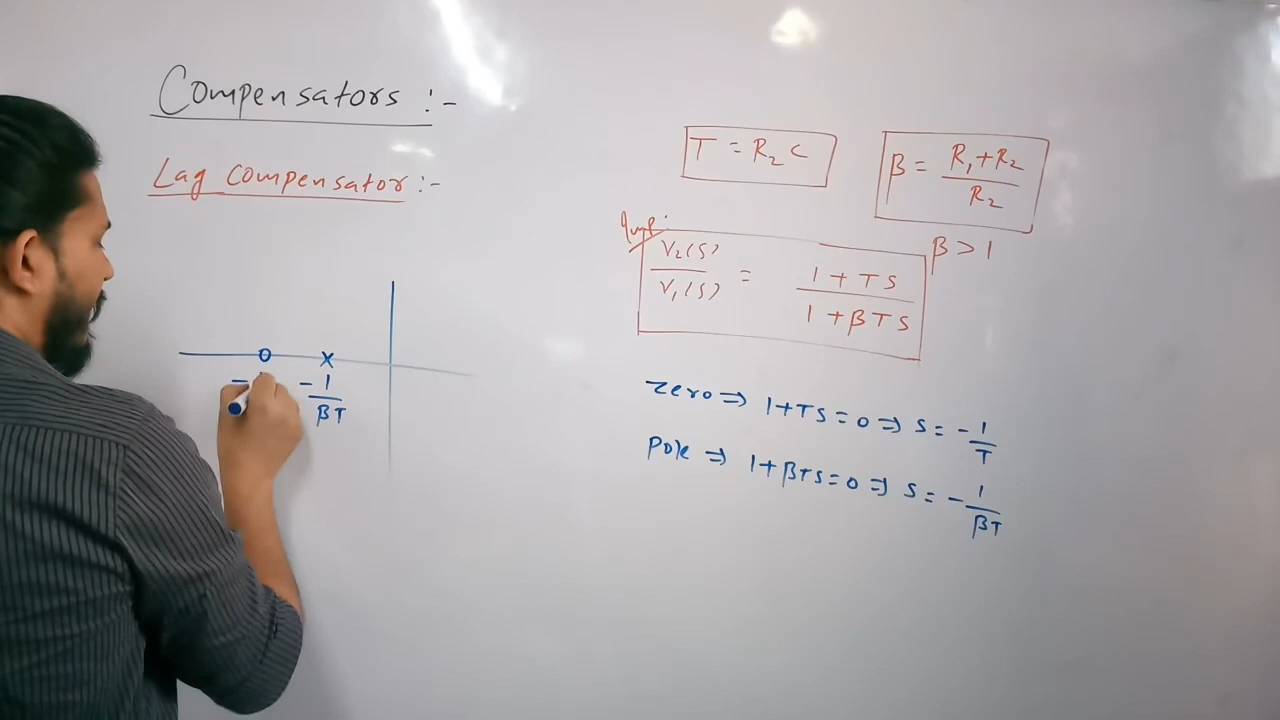 Compensators :-
Lag compensator :-
T = R₂ C
β = (R₁ + R₂) / R₂
β > 1
V₂(S) / V₁(S) = (1 + TS) / (1 + βTS)
Zero ⇒ 1+TS = 0 ⇒ S = -1/T
Pole ⇒ 1+βTS = 0 ⇒ S = -1/βT
o x
- -1/βT